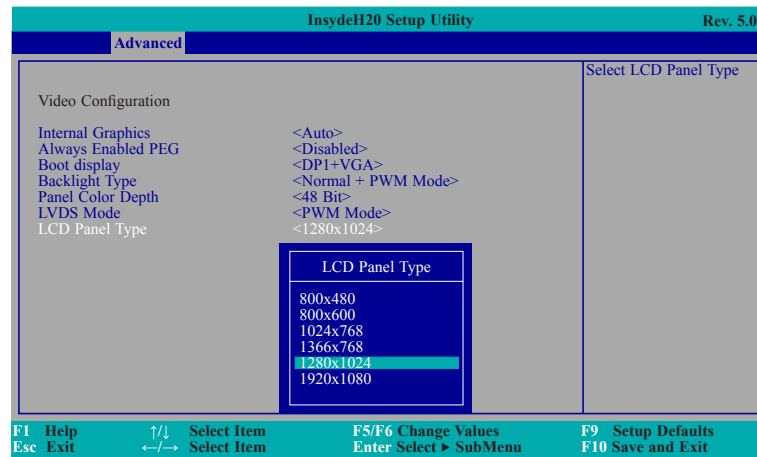 InsydeH20 Setup Utility Rev. 5.0
Advanced
Select LCD Panel Type
Video Configuration
Internal Graphics <Auto>
Always Enabled PEG <Disabled>
Boot display <DP1+VGA>
Backlight Type <Normal + PWM Mode>
Panel Color Depth <48 Bit>
LVDS Mode <PWM Mode>
LCD Panel Type <1280x1024>
LCD Panel Type
800x480
800x600
1024x768
1366x768
1280x1024
1920x1080
F1 Help ↑/↓ Select Item F5/F6 Change Values F9 Setup Defaults
Esc Exit ←/→ Select Item Enter Select ► SubMenu F10 Save and Exit